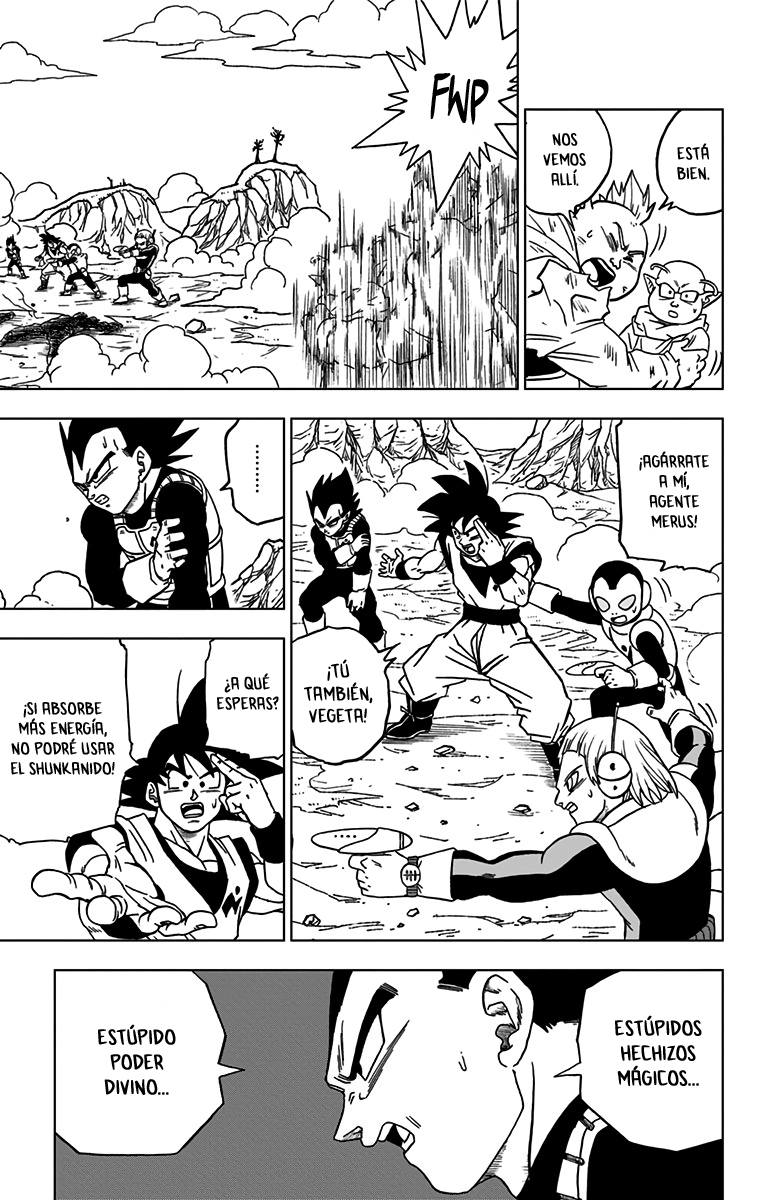 ESTÁ
BIEN.
NOS
VEMOS
ALLÍ.
FWP
¡AGÁRRATE
A MÍ,
AGENTE
MERUS!
¡TÚ
TAMBIÉN,
VEGETA!
........
¿A QUÉ
ESPERAS?
¡SI ABSORBE
MÁS ENERGÍA,
NO PODRÉ USAR
EL SHUNKANIDO!
ESTÚPIDOS
HECHIZOS
MÁGICOS...
ESTÚPIDO
PODER
DIVINO...